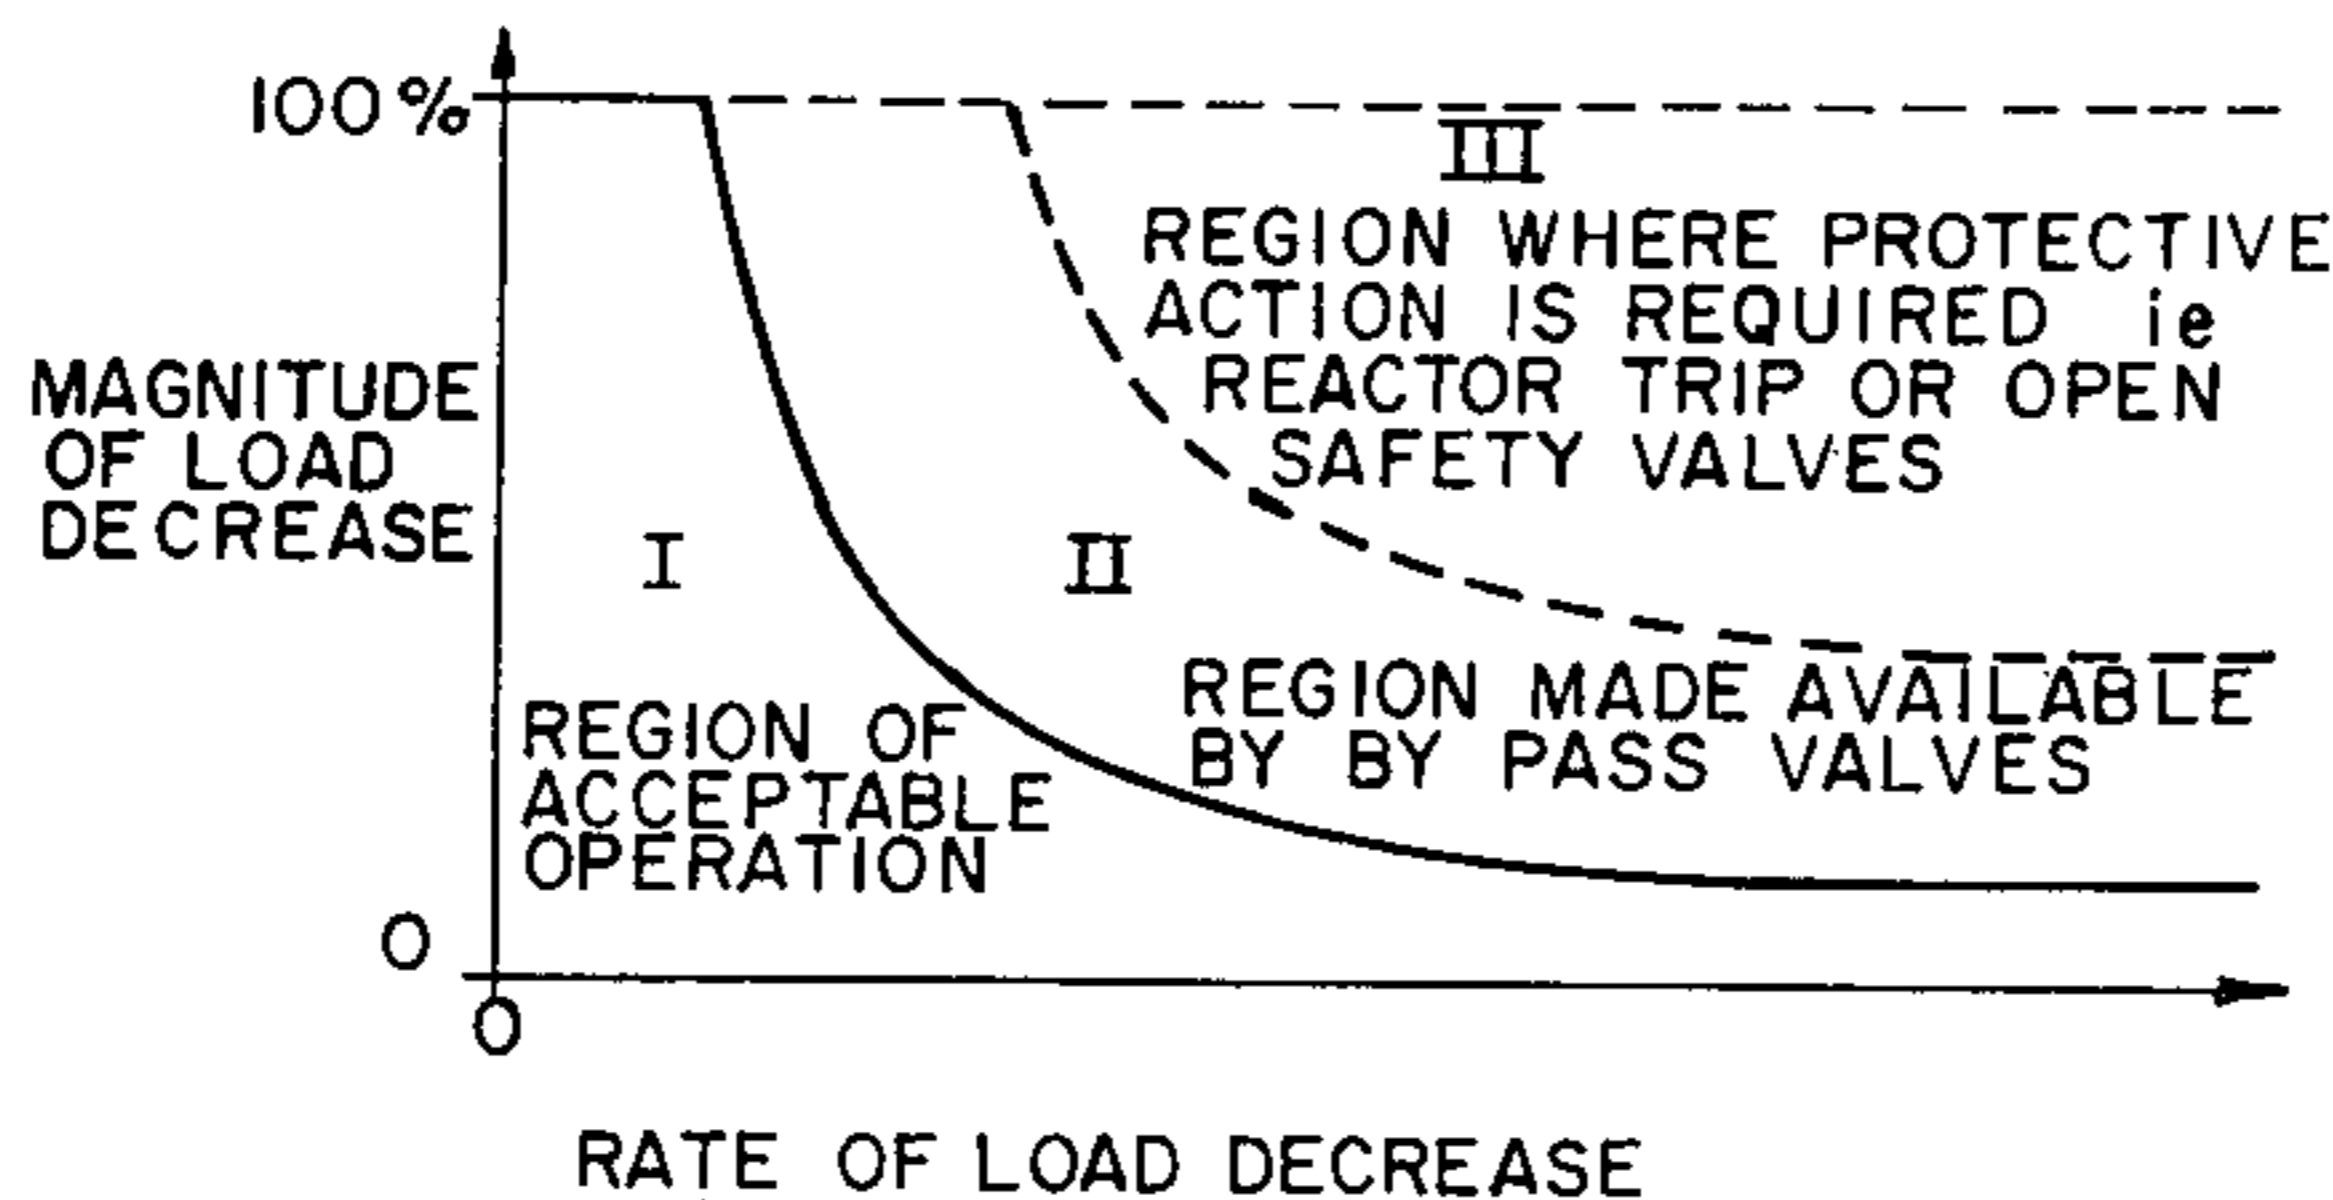 100%
III
REGION WHERE PROTECTIVE
ACTION IS REQUIRED ie
REACTOR TRIP OR OPEN
SAFETY VALVES
MAGNITUDE
OF LOAD
DECREASE
I
II
REGION OF
ACCEPTABLE
OPERATION
REGION MADE AVAILABLE
BY BY PASS VALVES
0
0
RATE OF LOAD DECREASE